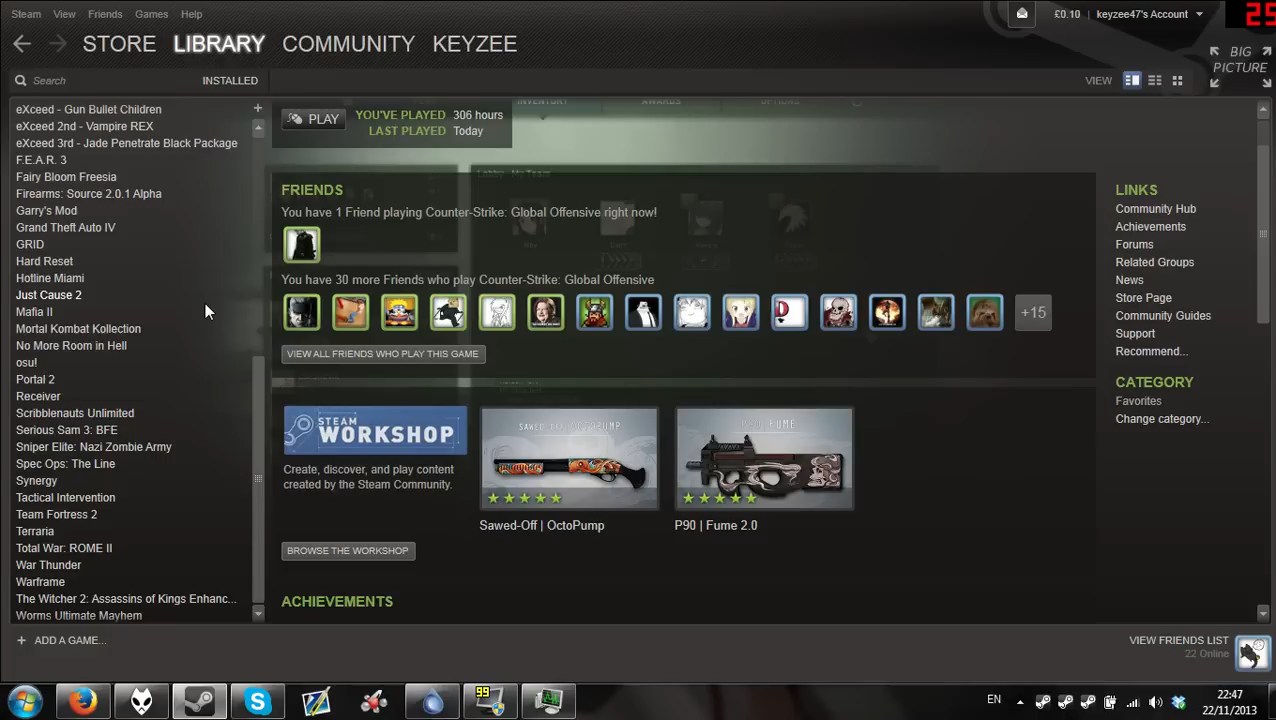 Steam View Friends Games Help
£0.10 keyzee47's Account
25
STORE LIBRARY COMMUNITY KEYZEE
BIG PICTURE
Search INSTALLED
VIEW
eXceed - Gun Bullet Children
eXceed 2nd - Vampire REX
eXceed 3rd - Jade Penetrate Black Package
F.E.A.R. 3
Fairy Bloom Freesia
Firearms: Source 2.0.1 Alpha
Garry's Mod
Grand Theft Auto IV
GRID
Hard Reset
Hotline Miami
Just Cause 2
Mafia II
Mortal Kombat Kollection
No More Room in Hell
osu!
Portal 2
Receiver
Scribblenauts Unlimited
Serious Sam 3: BFE
Sniper Elite: Nazi Zombie Army
Spec Ops: The Line
Synergy
Tactical Intervention
Team Fortress 2
Terraria
Total War: ROME II
War Thunder
Warframe
The Witcher 2: Assassins of Kings Enhanc...
Worms Ultimate Mayhem
ADD A GAME...
INVENTORY AWARDS OPTIONS
PLAY
YOU'VE PLAYED 306 hours
LAST PLAYED Today
Lobby - My Team
FRIENDS
You have 1 Friend playing Counter-Strike: Global Offensive right now!
You have 30 more Friends who play Counter-Strike: Global Offensive
+15
VIEW ALL FRIENDS WHO PLAY THIS GAME
STEAM WORKSHOP
Create, discover, and play content
created by the Steam Community.
BROWSE THE WORKSHOP
Sawed-Off | OctoPump
P90 | Fume 2.0
ACHIEVEMENTS
LINKS
Community Hub
Achievements
Forums
Related Groups
News
Store Page
Community Guides
Support
Recommend...
CATEGORY
Favorites
Change category...
VIEW FRIENDS LIST
22 Online
99
EN
22:47
22/11/2013